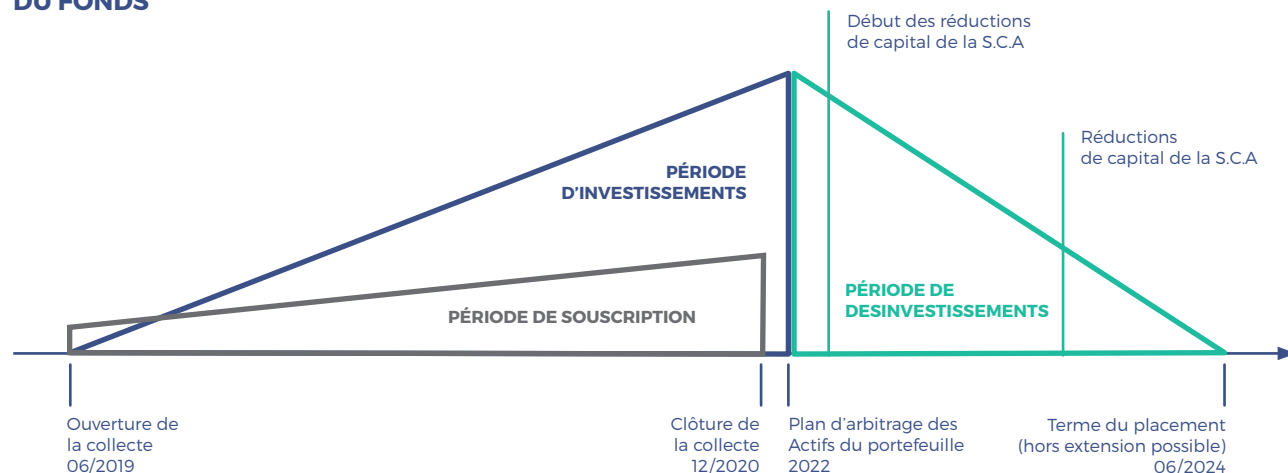 DU FONDS
Début des réductions
de capital de la S.C.A
Réductions
de capital de la S.C.A
PÉRIODE
D'INVESTISSEMENTS
PÉRIODE DE
DESINVESTISSEMENTS
PÉRIODE DE SOUSCRIPTION
Ouverture de
la collecte
06/2019
Clôture de
la collecte
12/2020
Plan d'arbitrage des
Actifs du portefeuille
2022
Terme du placement
(hors extension possible)
06/2024